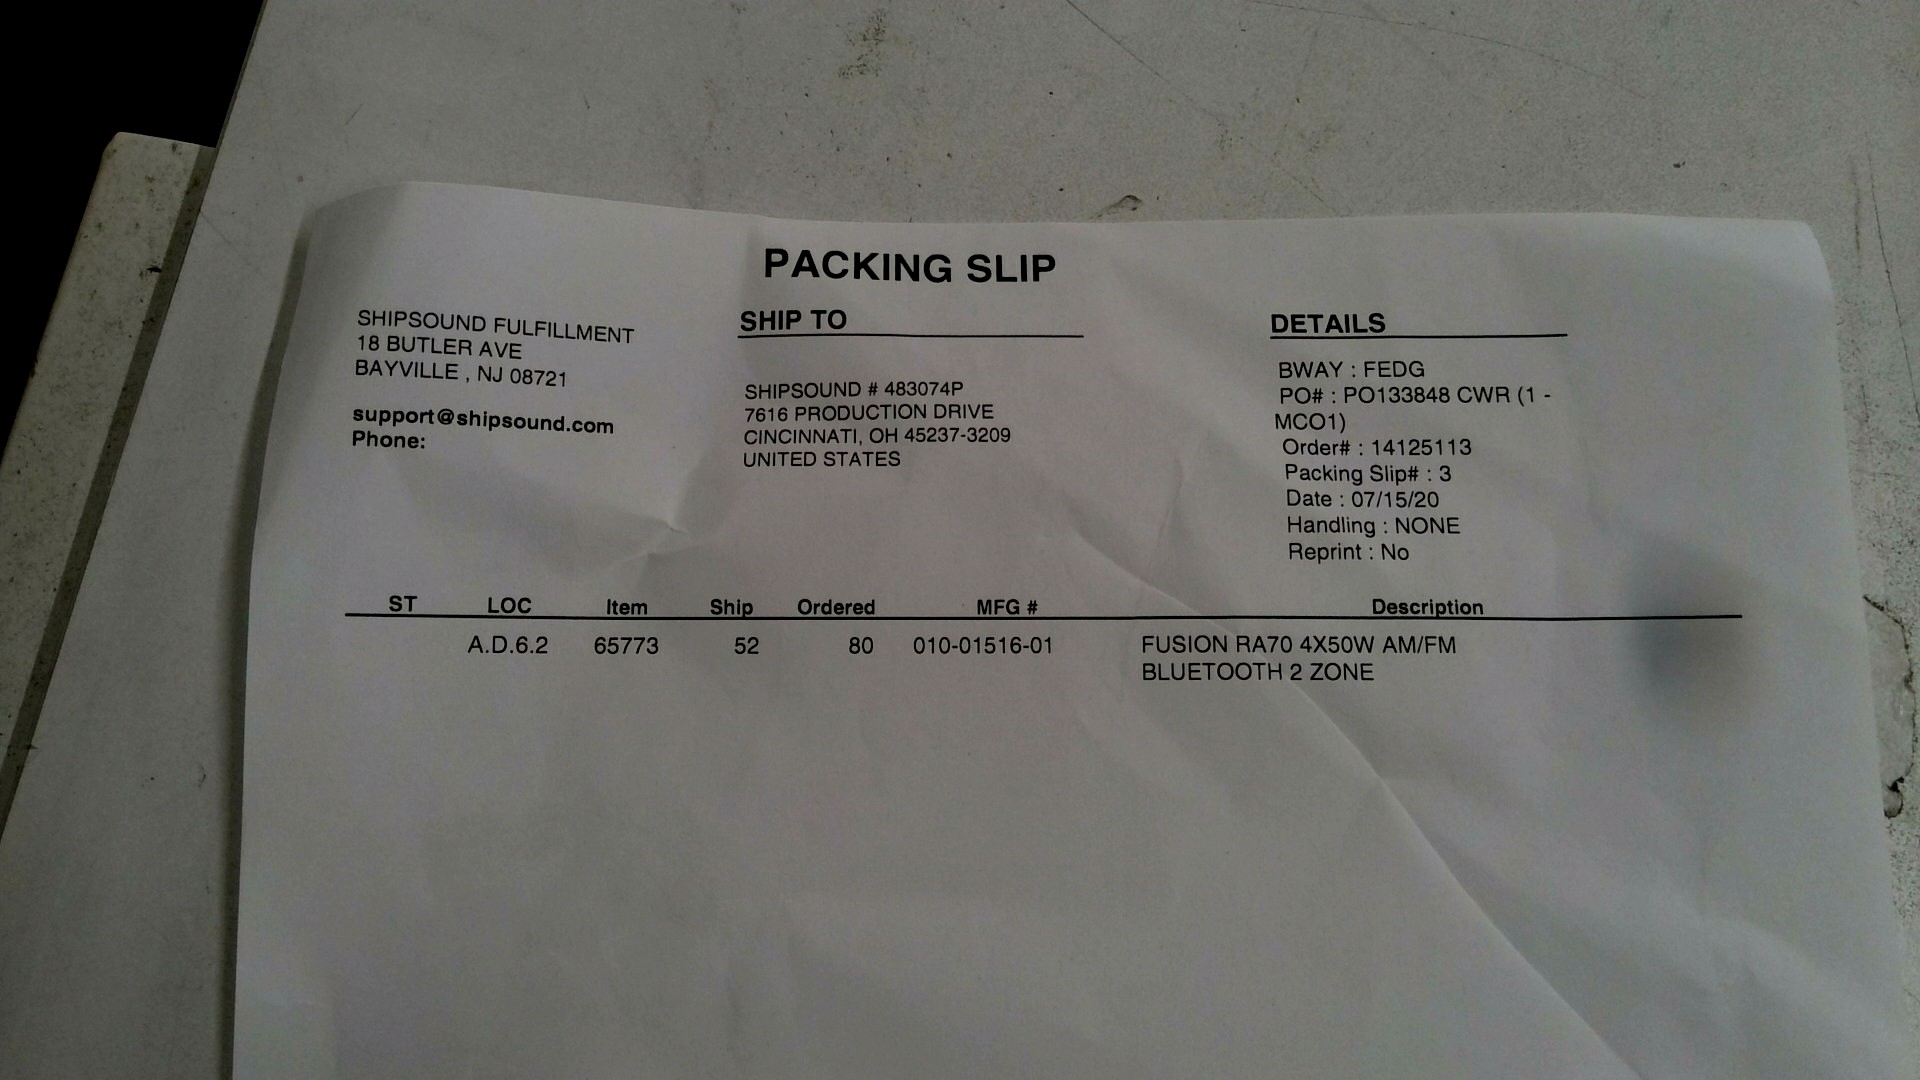 PACKING SLIP
SHIPSOUND FULFILLMENT
18 BUTLER AVE
BAYVILLE , NJ 08721
support@shipsound.com
Phone:
SHIP TO
SHIPSOUND # 483074P
7616 PRODUCTION DRIVE
CINCINNATI, OH 45237-3209
UNITED STATES
DETAILS
BWAY : FEDG
PO# : PO133848 CWR (1 -
MCO1)
Order# : 14125113
Packing Slip# : 3
Date : 07/15/20
Handling : NONE
Reprint : No
ST LOC Item Ship Ordered MFG # Description
A.D.6.2 65773 52 80 010-01516-01 FUSION RA70 4X50W AM/FM
BLUETOOTH 2 ZONE